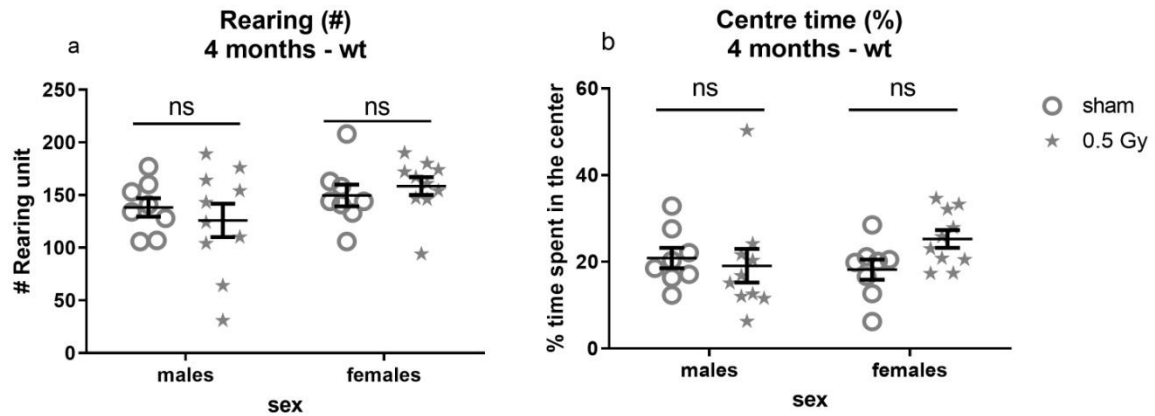 a
Rearing (#)
4 months - wt
# Rearing unit
250
200
150
100
50
0
ns
ns
males
females
sex
b
Centre time (%)
4 months - wt
% time spent in the center
60
40
20
0
ns
ns
males
females
sex
sham
0.5 Gy